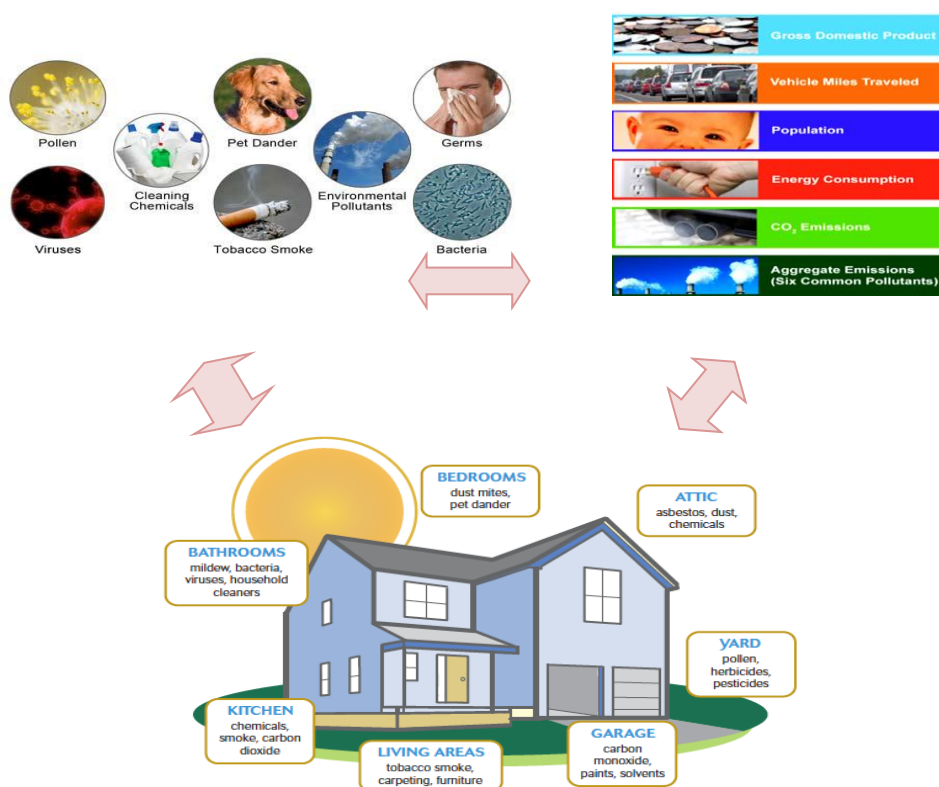 Pollen
Cleaning
Chemicals
Pet Dander
Environmental
Pollutants
Germs
Viruses
Tobacco Smoke
Bacteria
Gross Domestic Product
Vehicle Miles Traveled
Population
Energy Consumption
CO₂ Emissions
Aggregate Emissions
(Six Common Pollutants)
BEDROOMS
dust mites,
pet dander
ATTIC
asbestos, dust,
chemicals
BATHROOMS
mildew, bacteria,
viruses, household
cleaners
YARD
pollen,
herbicides,
pesticides
KITCHEN
chemicals,
smoke, carbon
dioxide
LIVING AREAS
tobacco smoke,
carpeting, furniture
GARAGE
carbon
monoxide,
paints, solvents